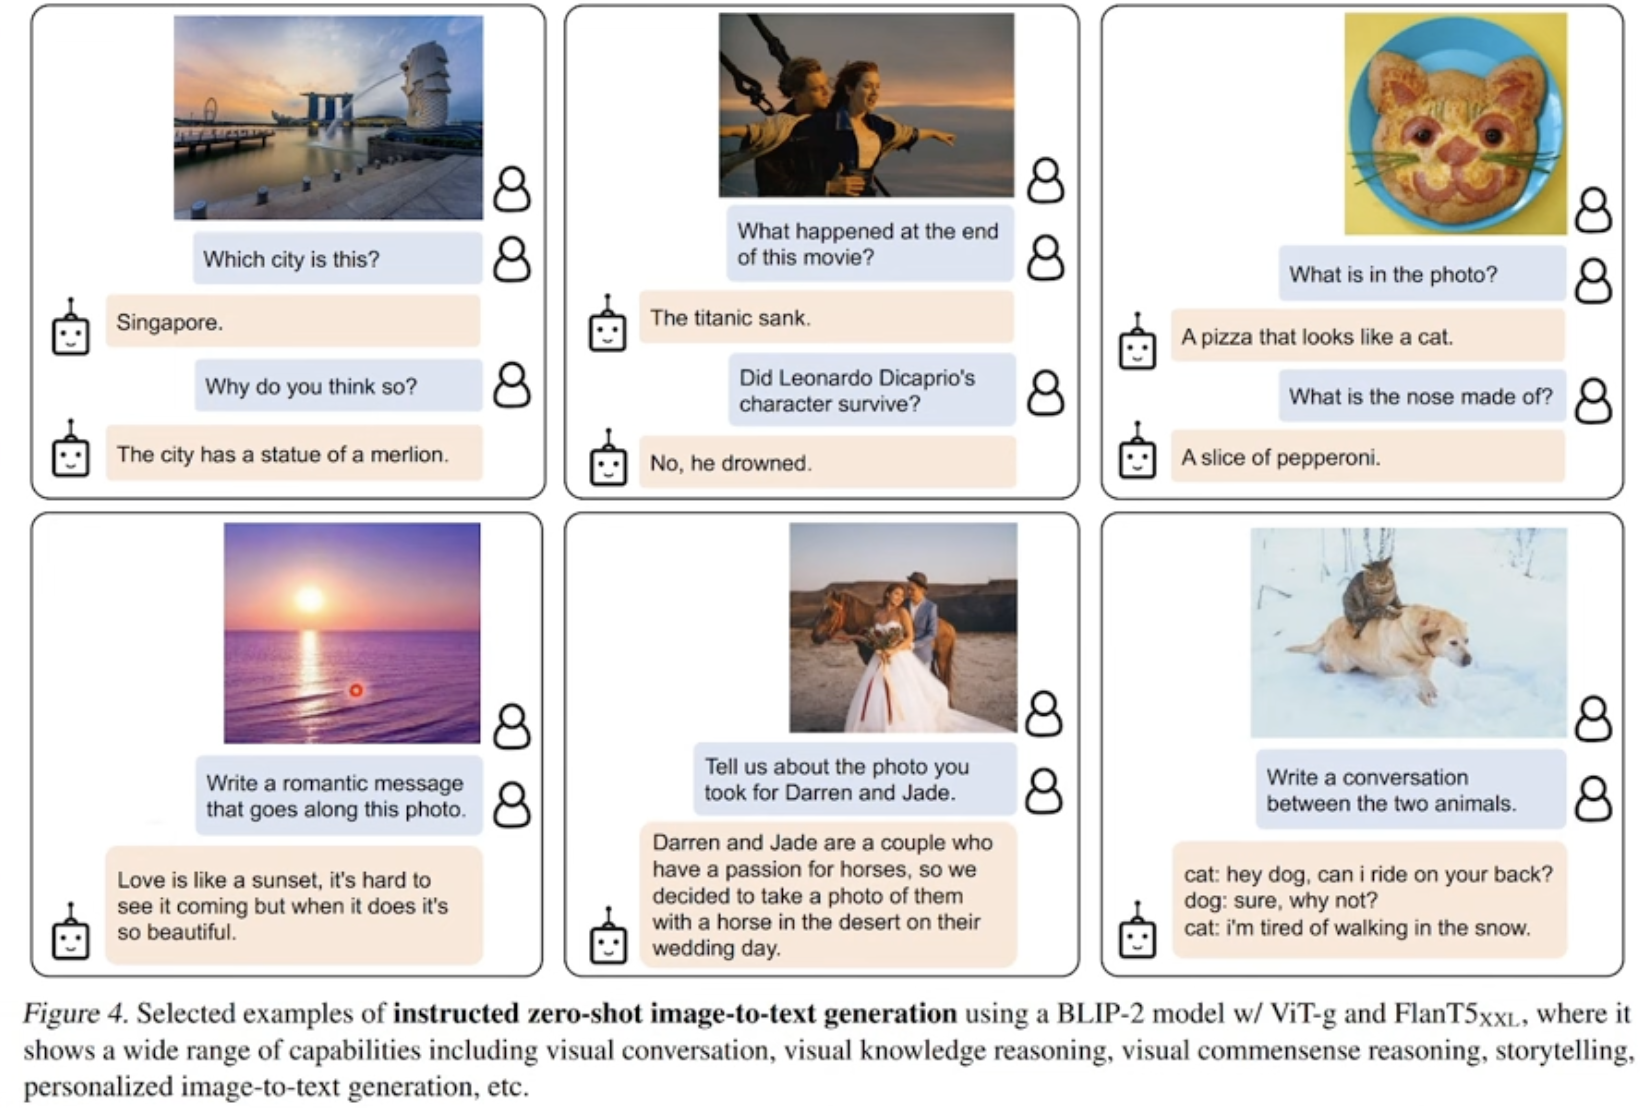 Which city is this?
Singapore.
Why do you think so?
The city has a statue of a merlion.
What happened at the end
of this movie?
The titanic sank.
Did Leonardo Dicaprio's
character survive?
No, he drowned.
What is in the photo?
A pizza that looks like a cat.
What is the nose made of?
A slice of pepperoni.
Write a romantic message
that goes along this photo.
Love is like a sunset, it's hard to
see it coming but when it does it's
so beautiful.
Tell us about the photo you
took for Darren and Jade.
Darren and Jade are a couple who
have a passion for horses, so we
decided to take a photo of them
with a horse in the desert on their
wedding day.
Write a conversation
between the two animals.
cat: hey dog, can i ride on your back?
dog: sure, why not?
cat: i'm tired of walking in the snow.
Figure 4. Selected examples of instructed zero-shot image-to-text generation using a BLIP-2 model w/ ViT-g and FlanT5XXL, where it
shows a wide range of capabilities including visual conversation, visual knowledge reasoning, visual commensense reasoning, storytelling,
personalized image-to-text generation, etc.